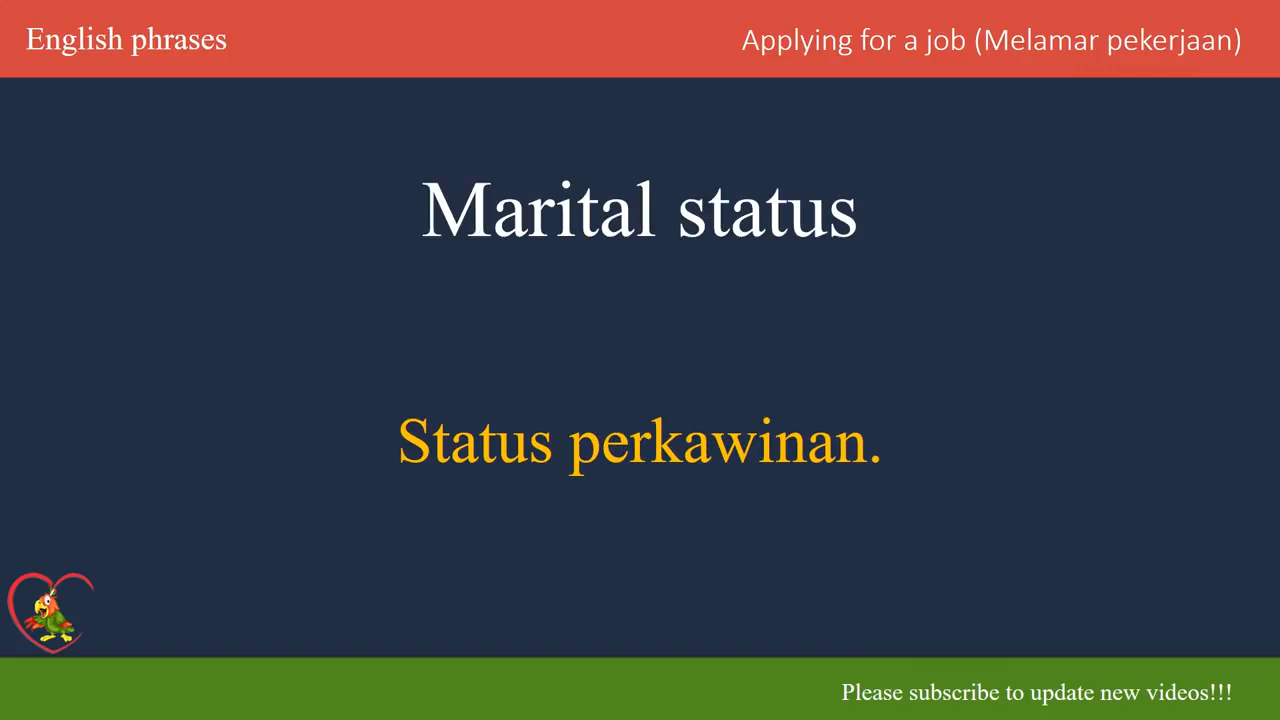 English phrases
Applying for a job (Melamar pekerjaan)
Marital status
Status perkawinan.
Please subscribe to update new videos!!!